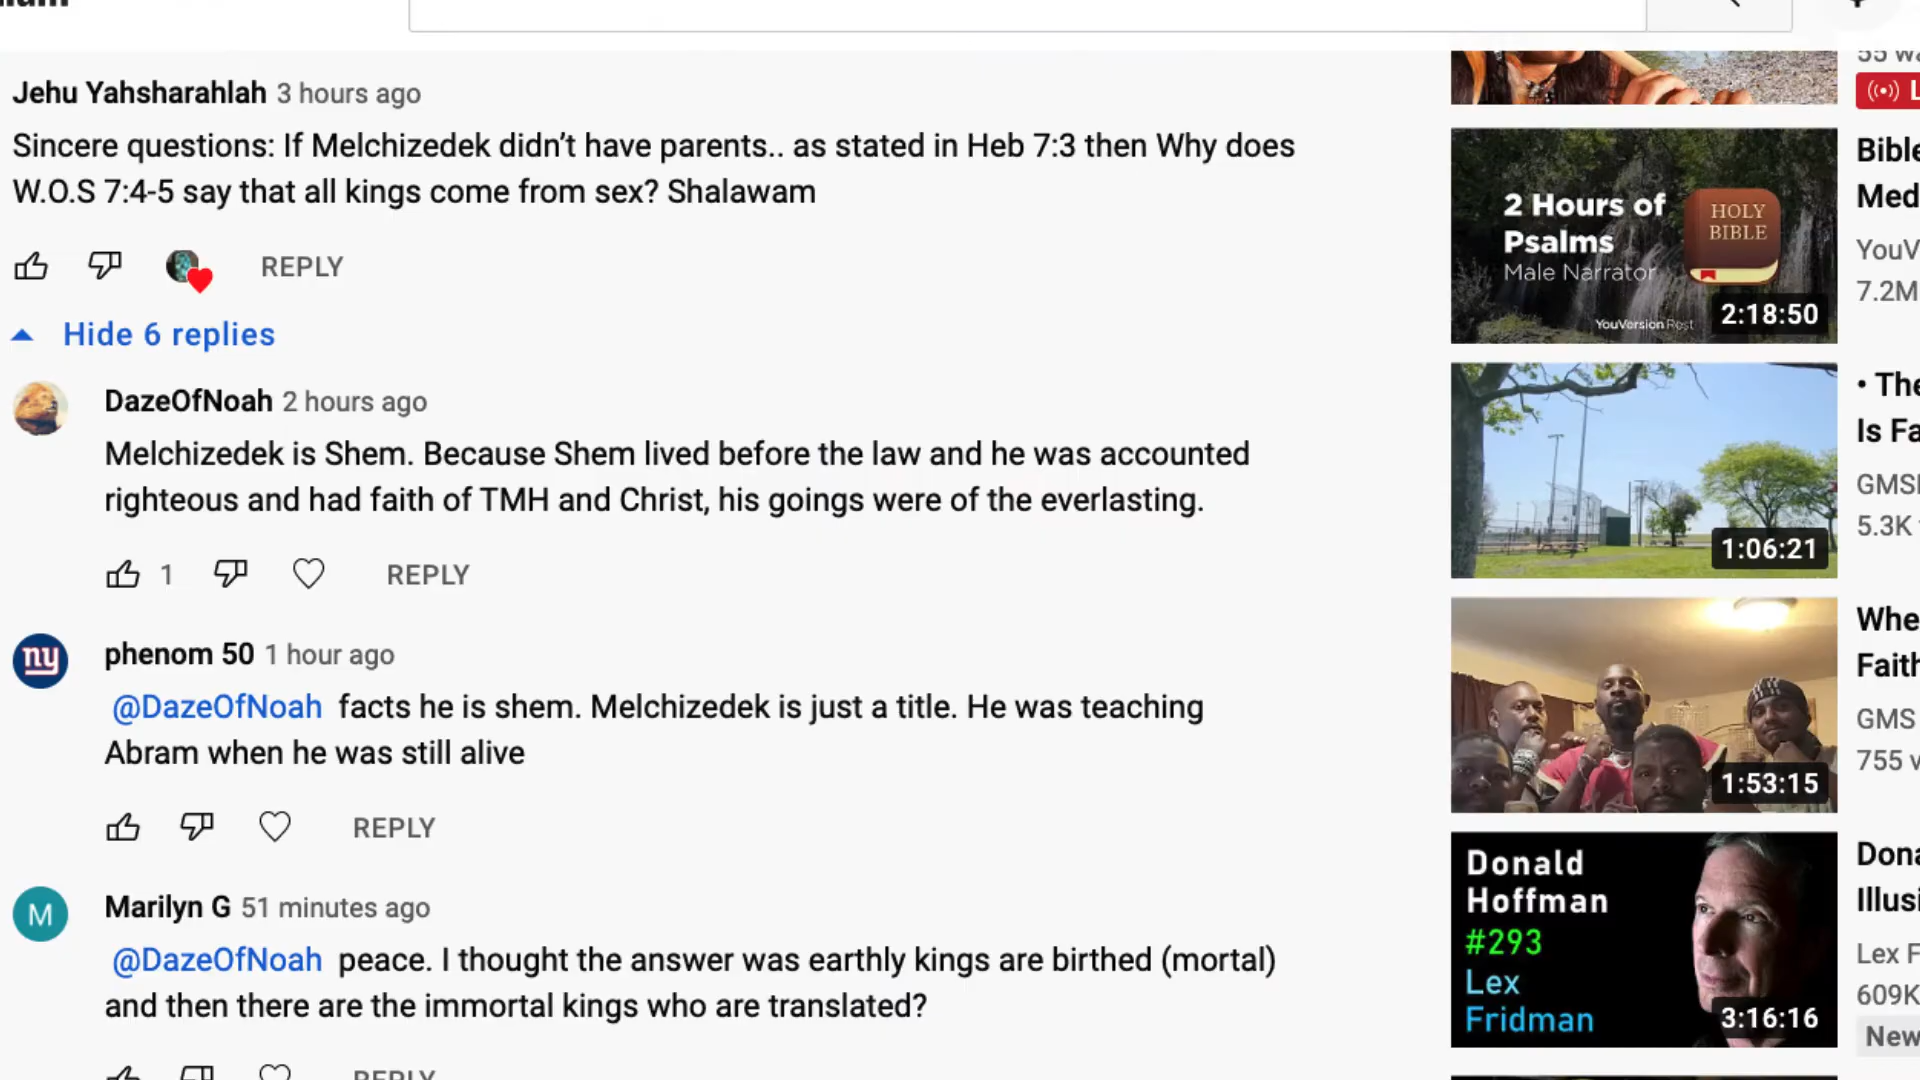 Jehu Yahsharahlah 3 hours ago
Sincere questions: If Melchizedek didn’t have parents.. as stated in Heb 7:3 then Why does
W.O.S 7:4-5 say that all kings come from sex? Shalawam
REPLY
Hide 6 replies
DazeOfNoah 2 hours ago
Melchizedek is Shem. Because Shem lived before the law and he was accounted
righteous and had faith of TMH and Christ, his goings were of the everlasting.
1 REPLY
ny
phenom 50 1 hour ago
@DazeOfNoah facts he is shem. Melchizedek is just a title. He was teaching
Abram when he was still alive
REPLY
M
Marilyn G 51 minutes ago
@DazeOfNoah peace. I thought the answer was earthly kings are birthed (mortal)
and then there are the immortal kings who are translated?
REPLY
2 Hours of
Psalms
Male Narrator
HOLY
BIBLE
YouVersion Rest
2:18:50
Bible
Med
YouV
7.2M
1:06:21
• The
Is Fa
GMS
5.3K
1:53:15
Whe
Faith
GMS
755 v
Donald
Hoffman
#293
Lex
Fridman
3:16:16
Dona
Illusi
Lex F
609K
New